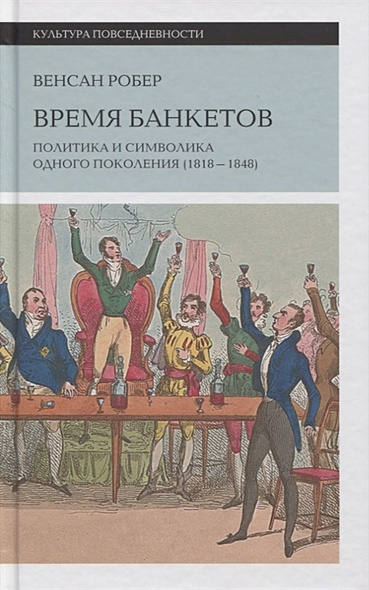 КУЛЬТУРА ПОВСЕДНЕВНОСТИ
ВЕНСАН РОБЕР
ВРЕМЯ БАНКЕТОВ
ПОЛИТИКА И СИМВОЛИКА
ОДНОГО ПОКОЛЕНИЯ (1818 – 1848)